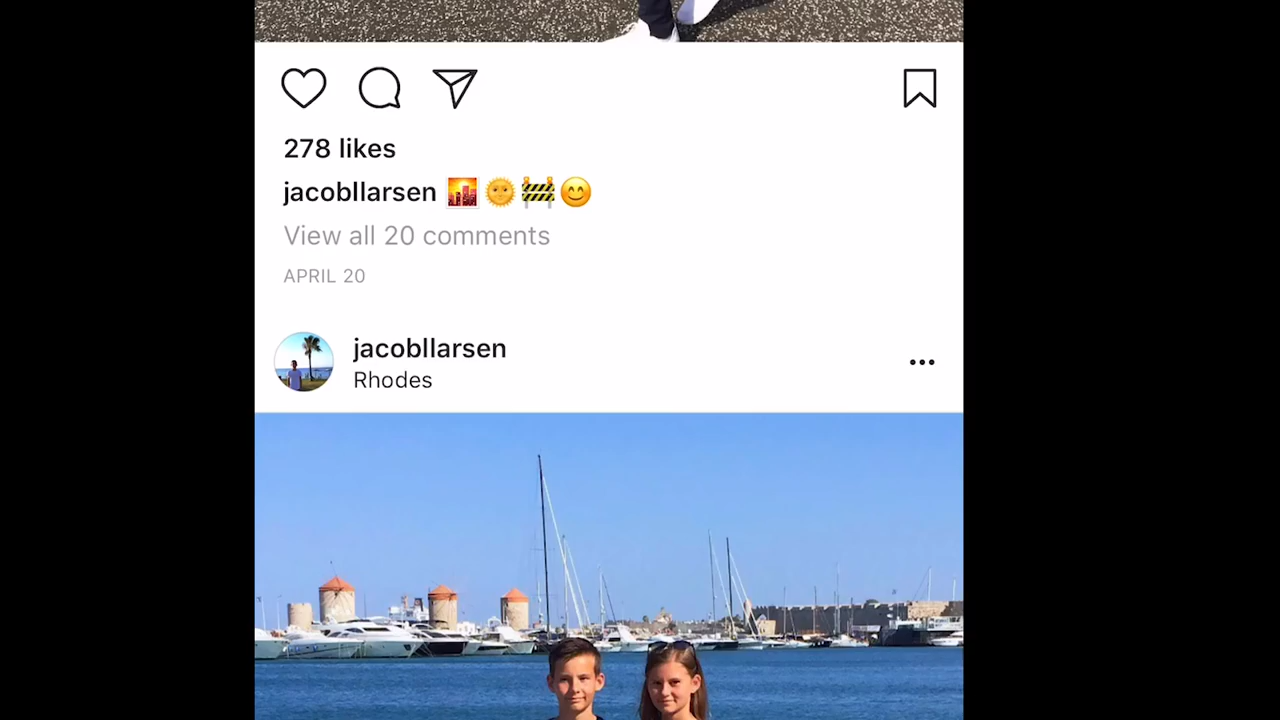 278 likes
jacobllarsen 🌇🌞🚧😊
View all 20 comments
APRIL 20
jacobllarsen
Rhodes